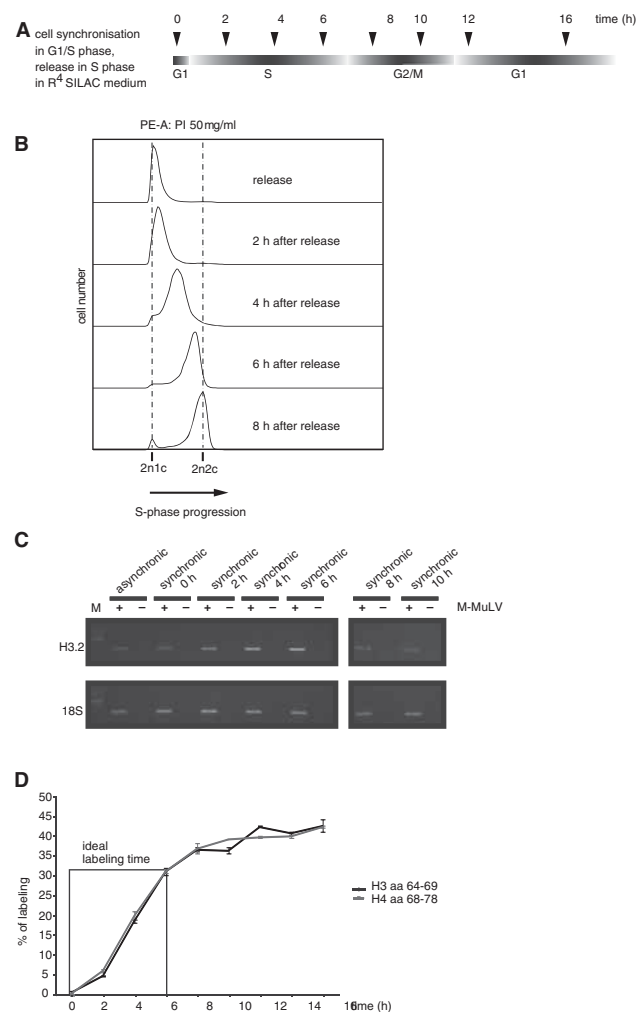 A
cell synchronisation
in G1/S phase,
release in S phase
in R4 SILAC medium
0 2 4 6 8 10 12 16 time (h)
G1 S G2/M G1
B
PE-A: PI 50mg/ml
cell number
release
2 h after release
4 h after release
6 h after release
8 h after release
2n1c 2n2c
S-phase progression
C
asynchronic
synchronic
0 h
synchronic
2 h
synchronic
4 h
synchronic
6 h
synchronic
8 h
synchronic
10 h
M + − + − + − + − + − + − + − M-MuLV
H3.2
18S
D
% of labeling
50
45
40
35
30
25
20
15
10
5
0
ideal
labeling time
H3 aa 64-69
H4 aa 68-78
0 2 4 6 8 10 12 14 16 time (h)